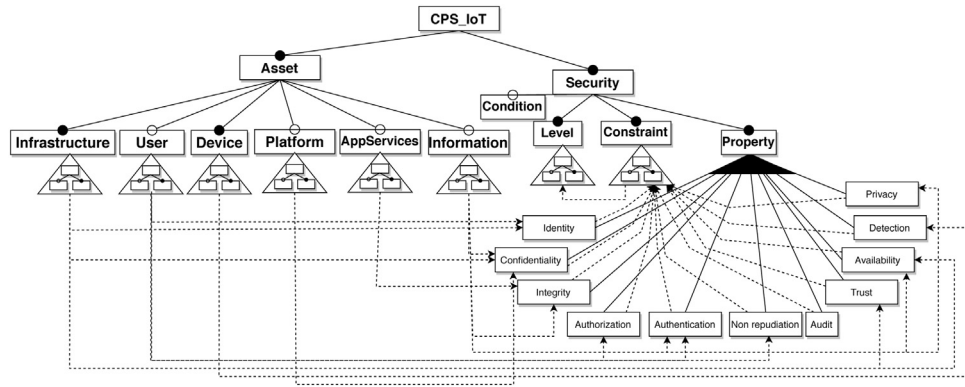 CPS_IoT
Asset
Security
Condition
Infrastructure
User
Device
Platform
AppServices
Information
Level
Constraint
Property
Privacy
Identity
Detection
Confidentiality
Availability
Integrity
Trust
Authorization
Authentication
Non repudiation
Audit